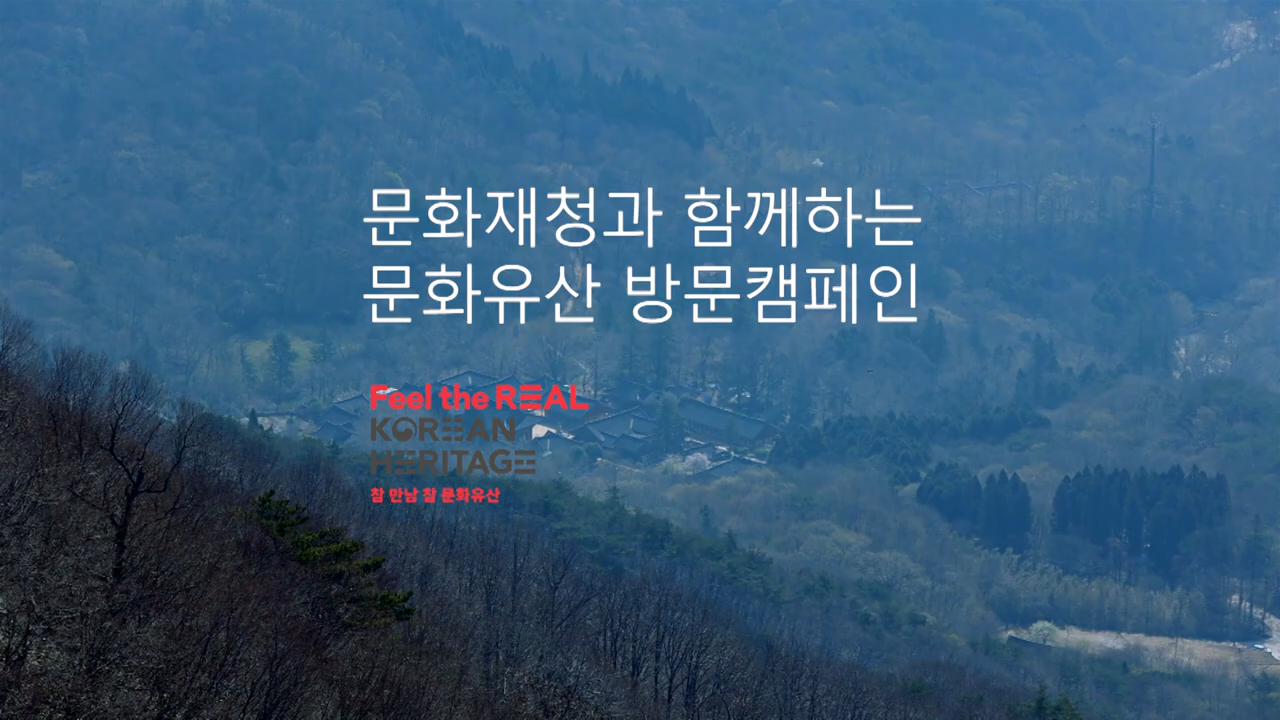 문화재청과 함께하는
문화유산 방문캠페인
Feel the REAL
KOREAN
HERITAGE
참 만남 참 문화유산